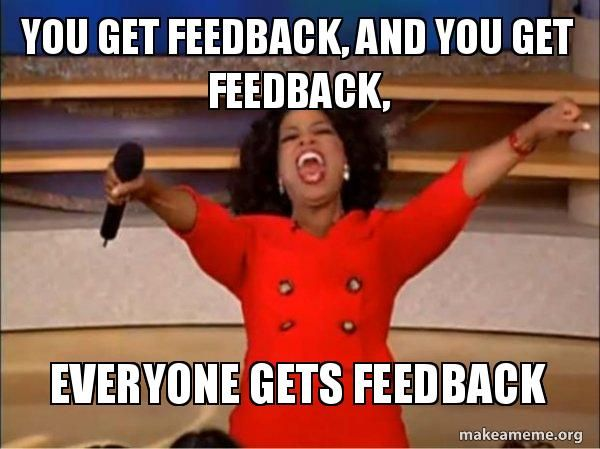 YOU GET FEEDBACK, AND YOU GET
FEEDBACK,
EVERYONE GETS FEEDBACK
makeameme.org